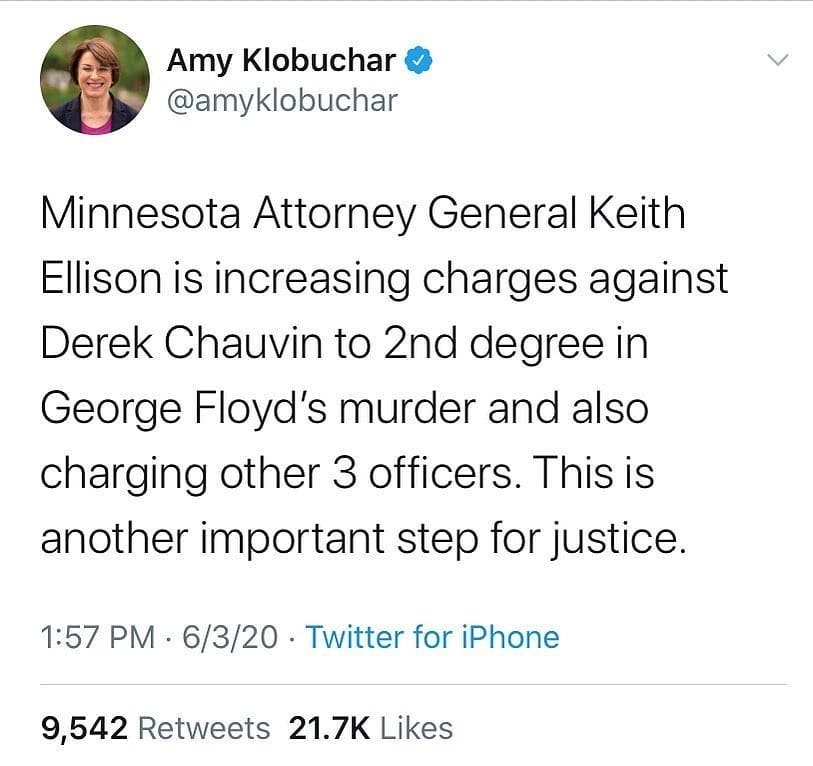 Amy Klobuchar
@amyklobuchar
Minnesota Attorney General Keith
Ellison is increasing charges against
Derek Chauvin to 2nd degree in
George Floyd’s murder and also
charging other 3 officers. This is
another important step for justice.
1:57 PM · 6/3/20 · Twitter for iPhone
9,542 Retweets 21.7K Likes